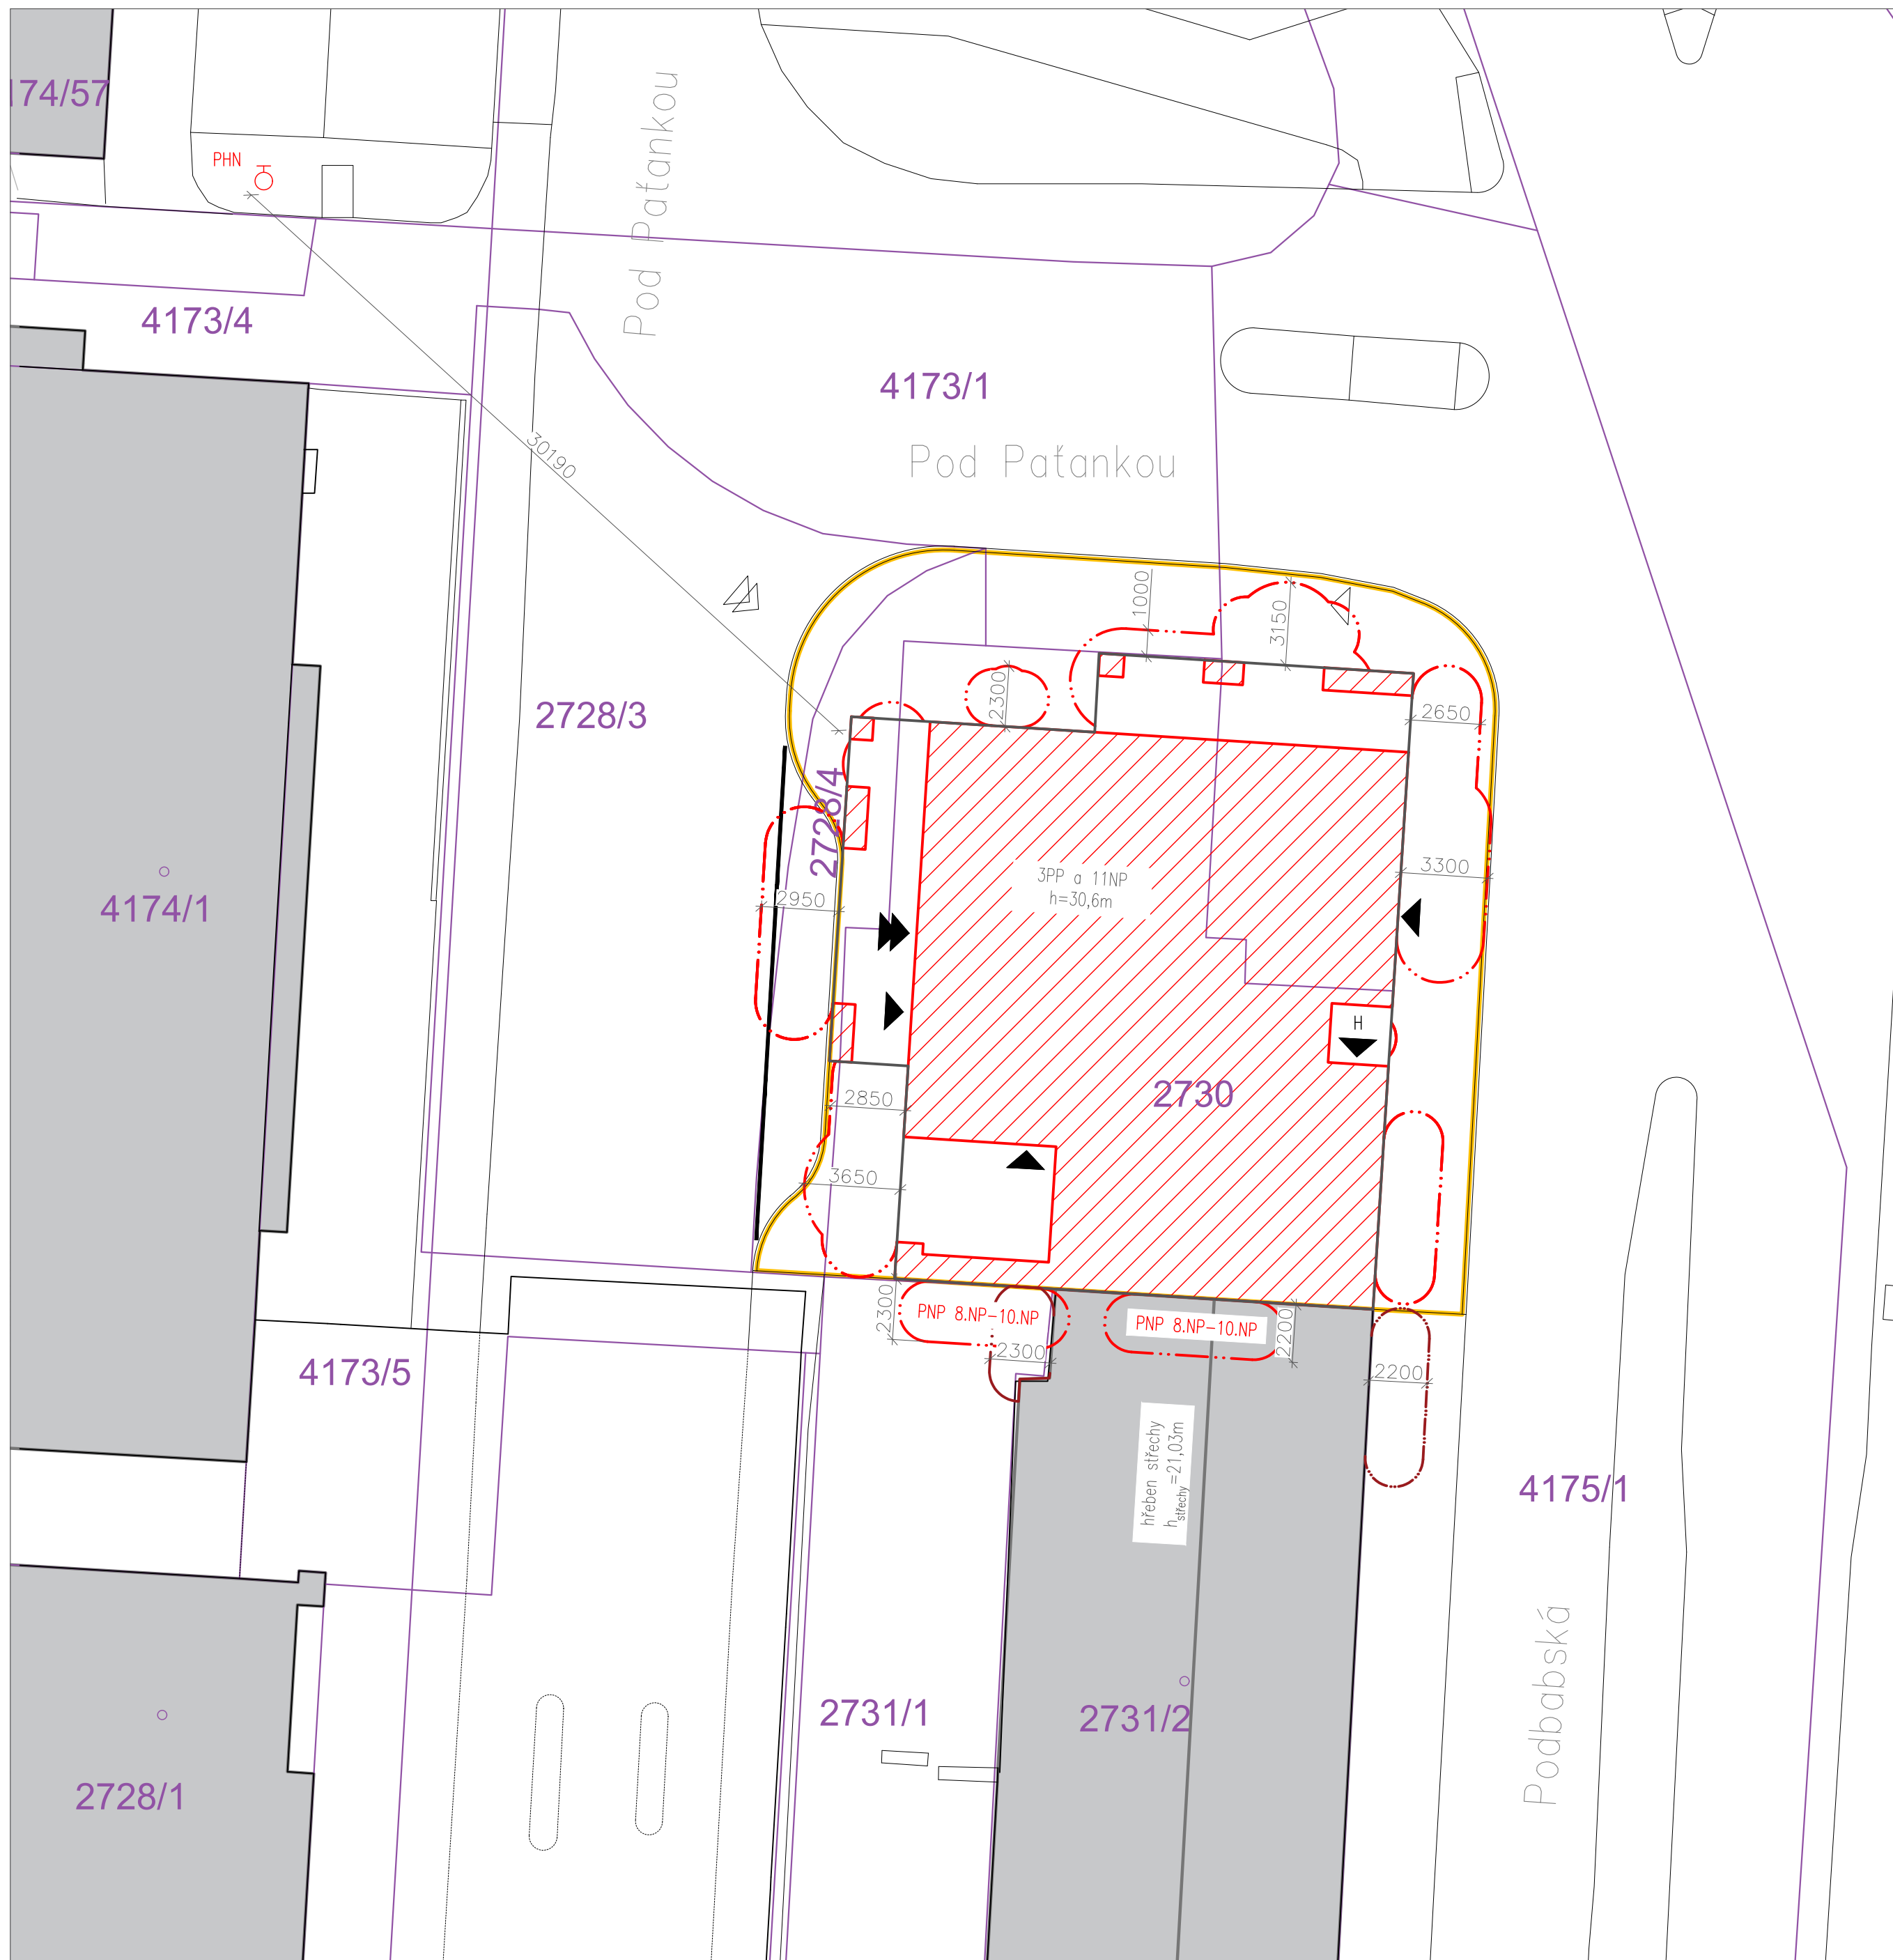 174/57
PHN
Pod Paťankou
4173/4
4173/1
Pod Paťankou
30190
1000
3150
2300
2650
2728/3
2728/4
3PP a 11NP
h=30,6m
3300
4174/1
2950
H
2730
2850
3650
2300
PNP 8.NP-10.NP
PNP 8.NP-10.NP
2200
2300
2200
4173/5
hřeben střechy
hstřechy=21,03m
4175/1
2731/1
2731/2
Podbabská
2728/1